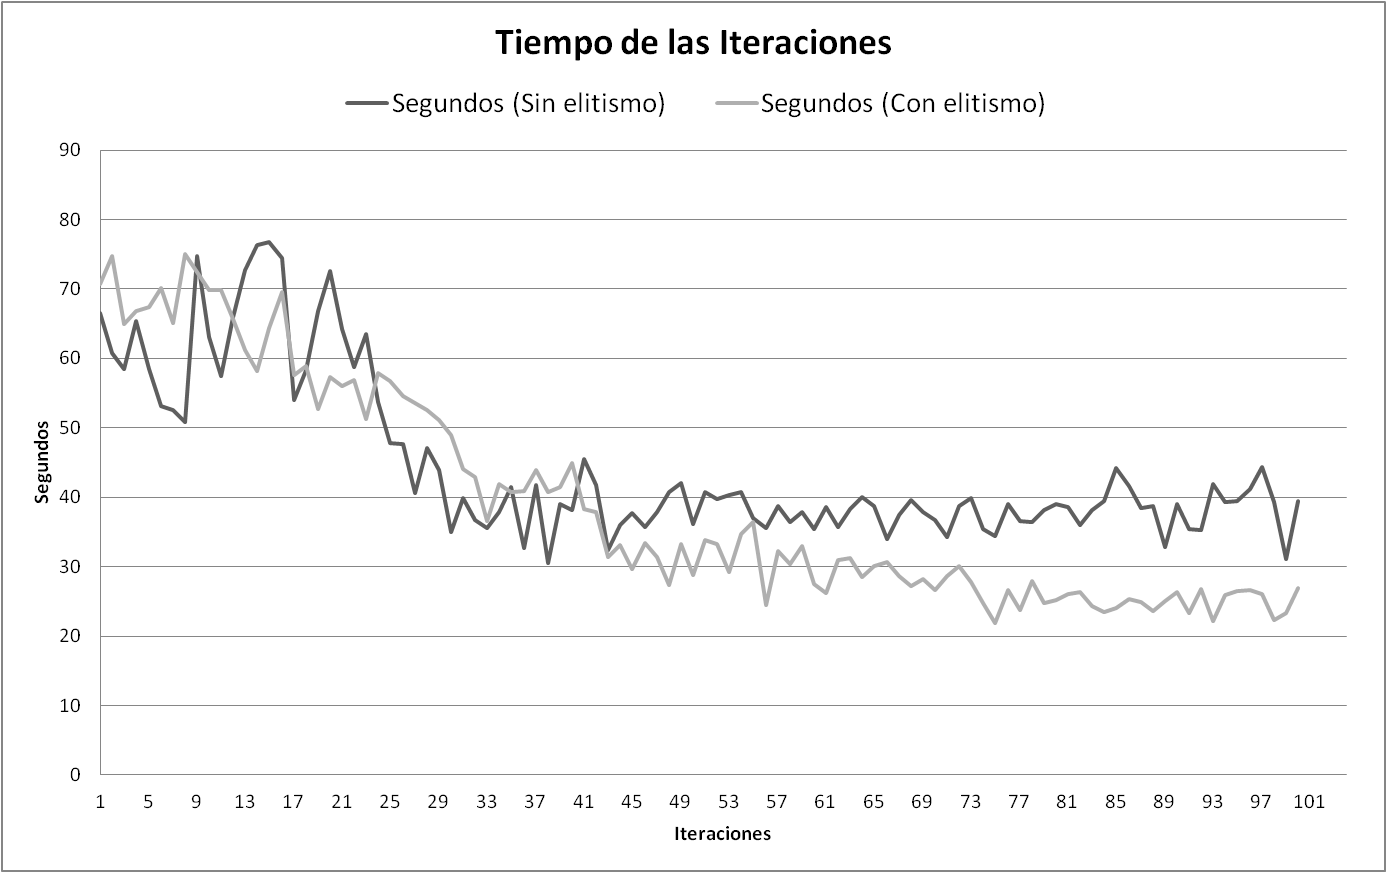 Tiempo de las Iteraciones
Segundos (Sin elitismo) Segundos (Con elitismo)
90
80
70
60
50
40
30
20
10
0
Segundos
1 5 9 13 17 21 25 29 33 37 41 45 49 53 57 61 65 69 73 77 81 85 89 93 97 101
Iteraciones